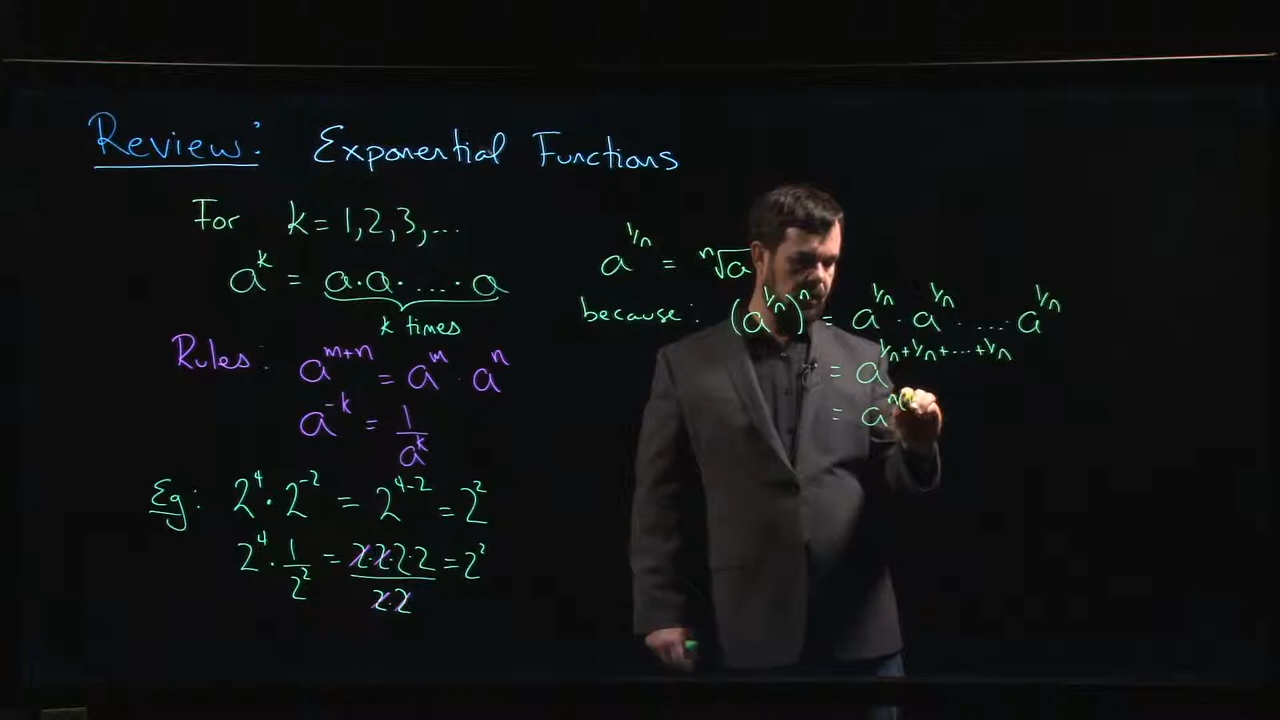 Review: Exponential Functions
For k = 1,2,3,...
a^k = a·a·...·a
k times
Rules: a^{m+n} = a^m · a^n
a^{-k} = 1/a^k
Eg: 2^4 · 2^{-2} = 2^{4-2} = 2^2
2^4 · 1/2^2 = 2·2·2·2/2·2 = 2^2
a^{1/n} = ⁿ√a
because: (a^{1/n})^n = a^{1/n} · a^{1/n} · ... · a^{1/n}
= a^{1/n+1/n+...+1/n}
= a^{n(